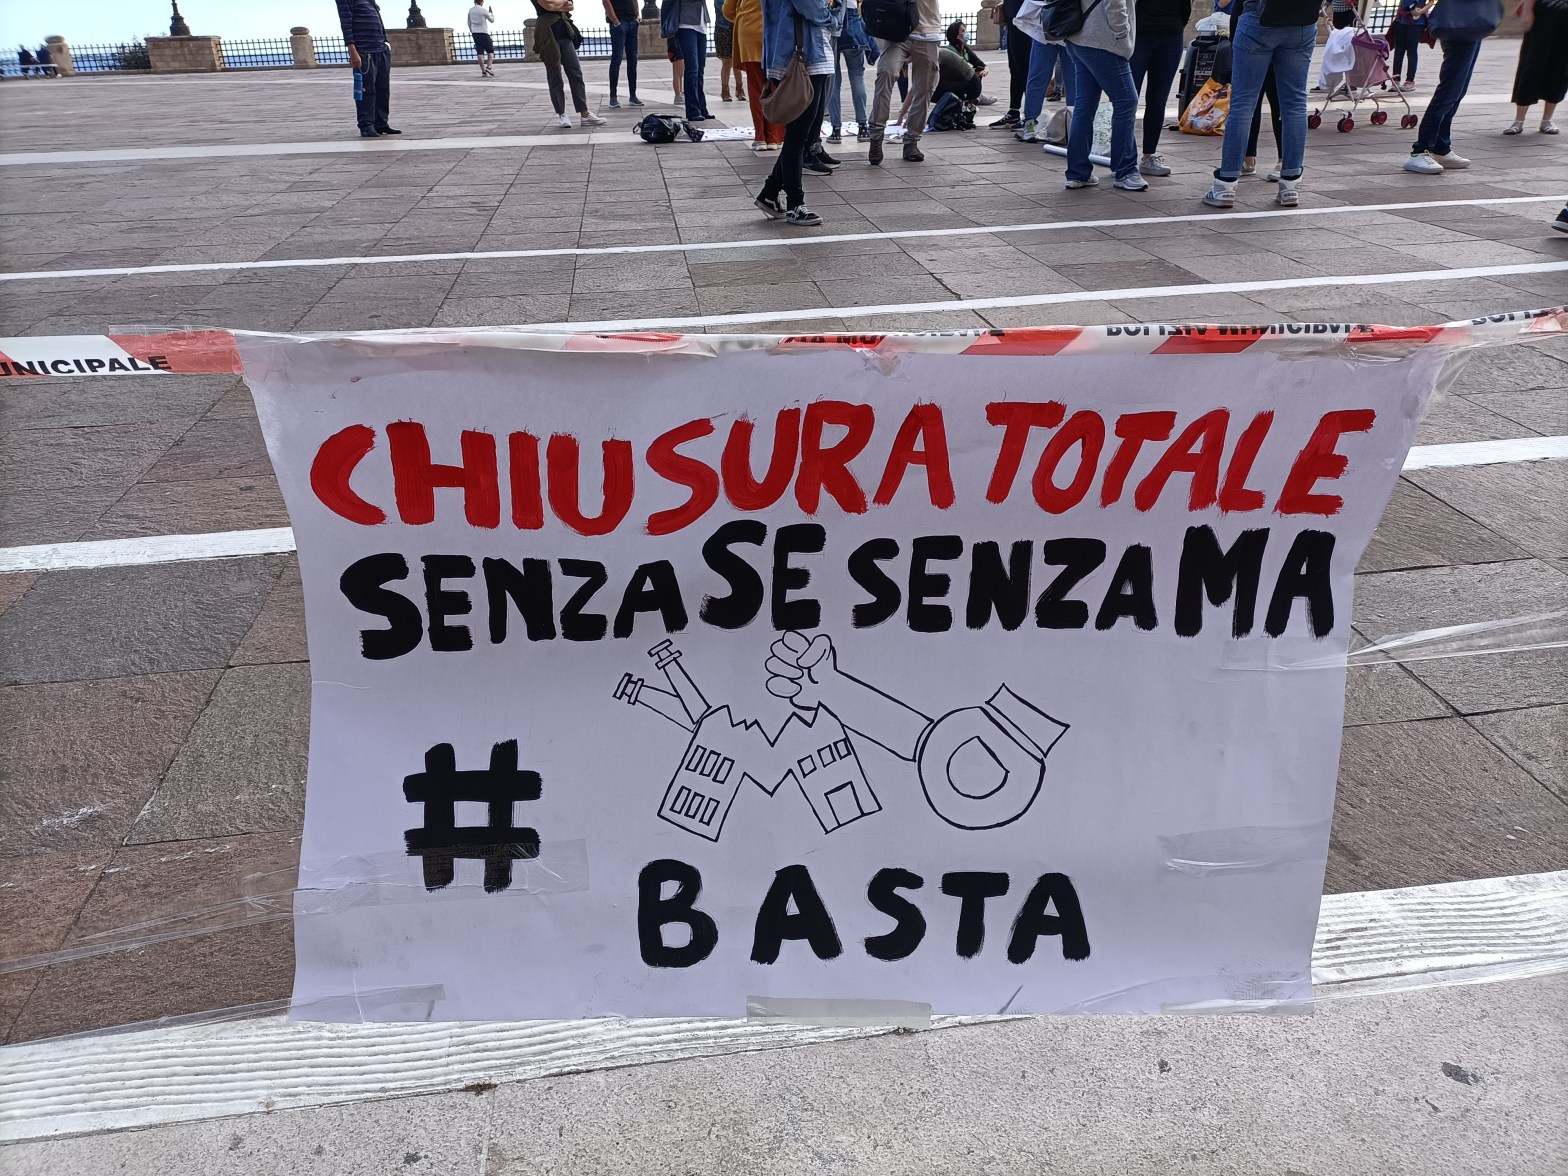 UNICIPALE
CHIUSURA TOTALE
SENZA SE SENZA MA
#
BASTA